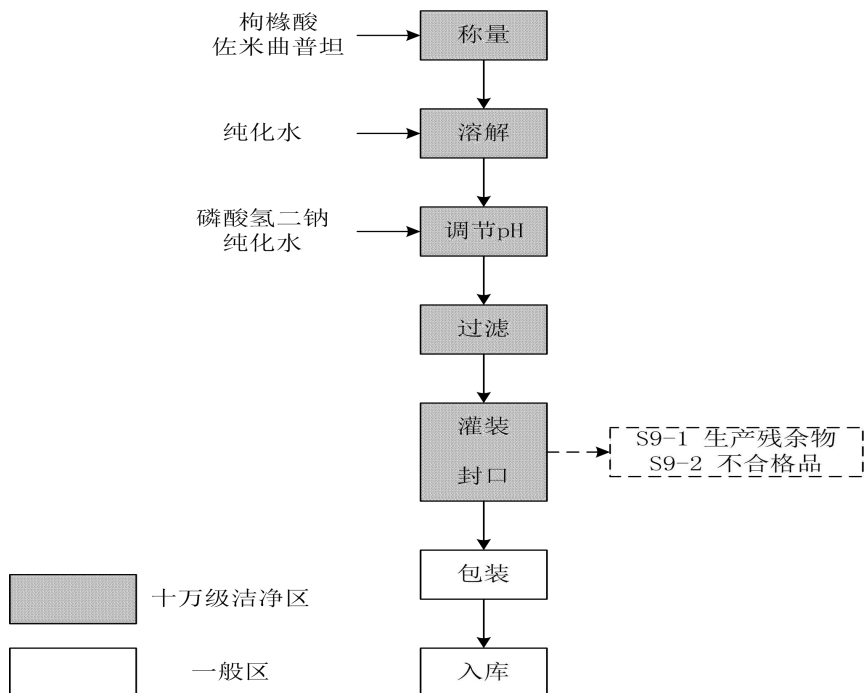 枸橼酸
佐米曲普坦
称量
纯化水
溶解
磷酸氢二钠
纯化水
调节pH
过滤
灌装
封口
S9-1 生产残余物
S9-2 不合格品
包装
十万级洁净区
一般区
入库